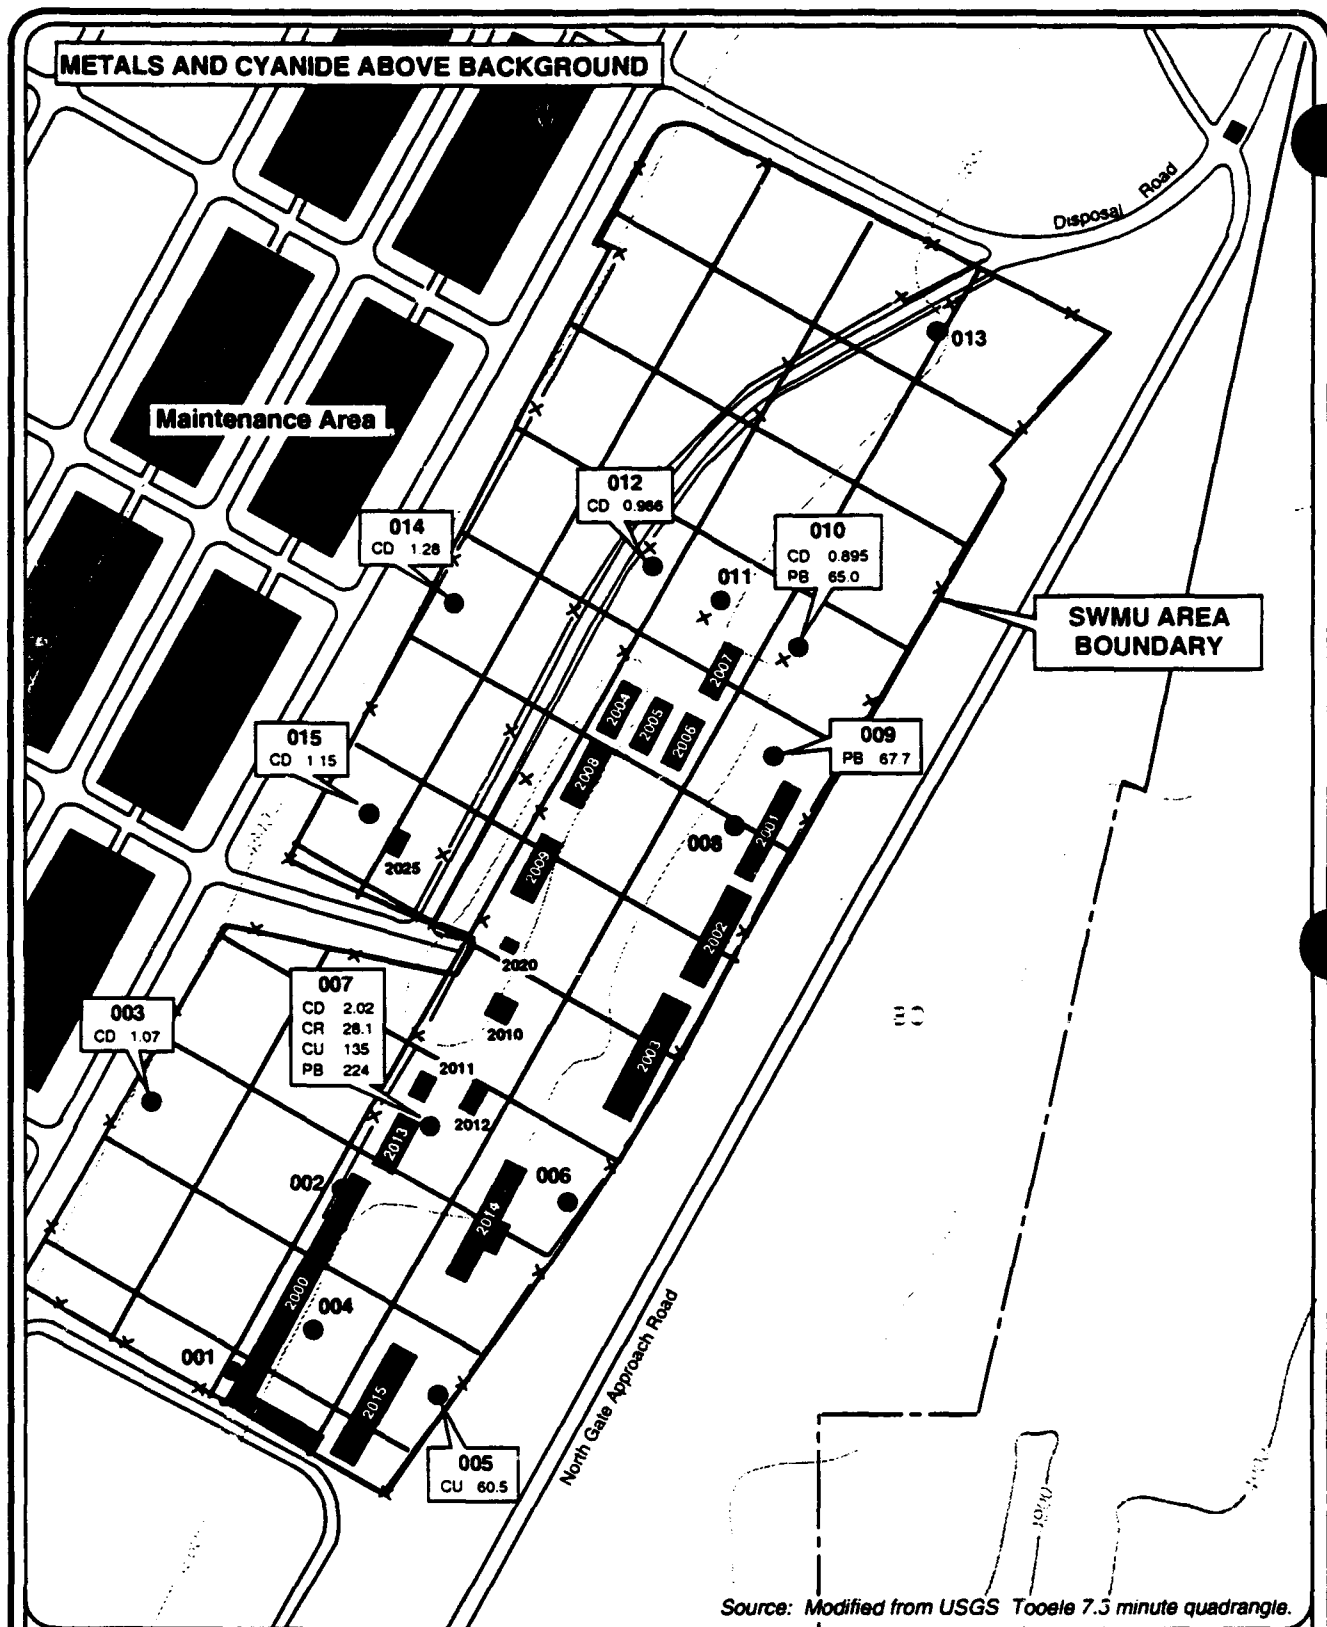 METALS AND CYANIDE ABOVE BACKGROUND
Disposal Road
013
Maintenance Area
012
CD 0.966
014
CD 1.28
010
CD 0.895
PB 65.0
011
SWMU AREA
BOUNDARY
2007
2004
2005
2006
015
CD 1.15
009
PB 67.7
2008
2001
008
2009
2025
2002
2020
007
CD 2.02
CR 26.1
CU 135
PB 224
003
CD 1.07
2010
2003
2011
2012
2013
002
006
2014
2000
004
001
2015
North Gate Approach Road
005
CU 60.5
Source: Modified from USGS Tooele 7.5 minute quadrangle.